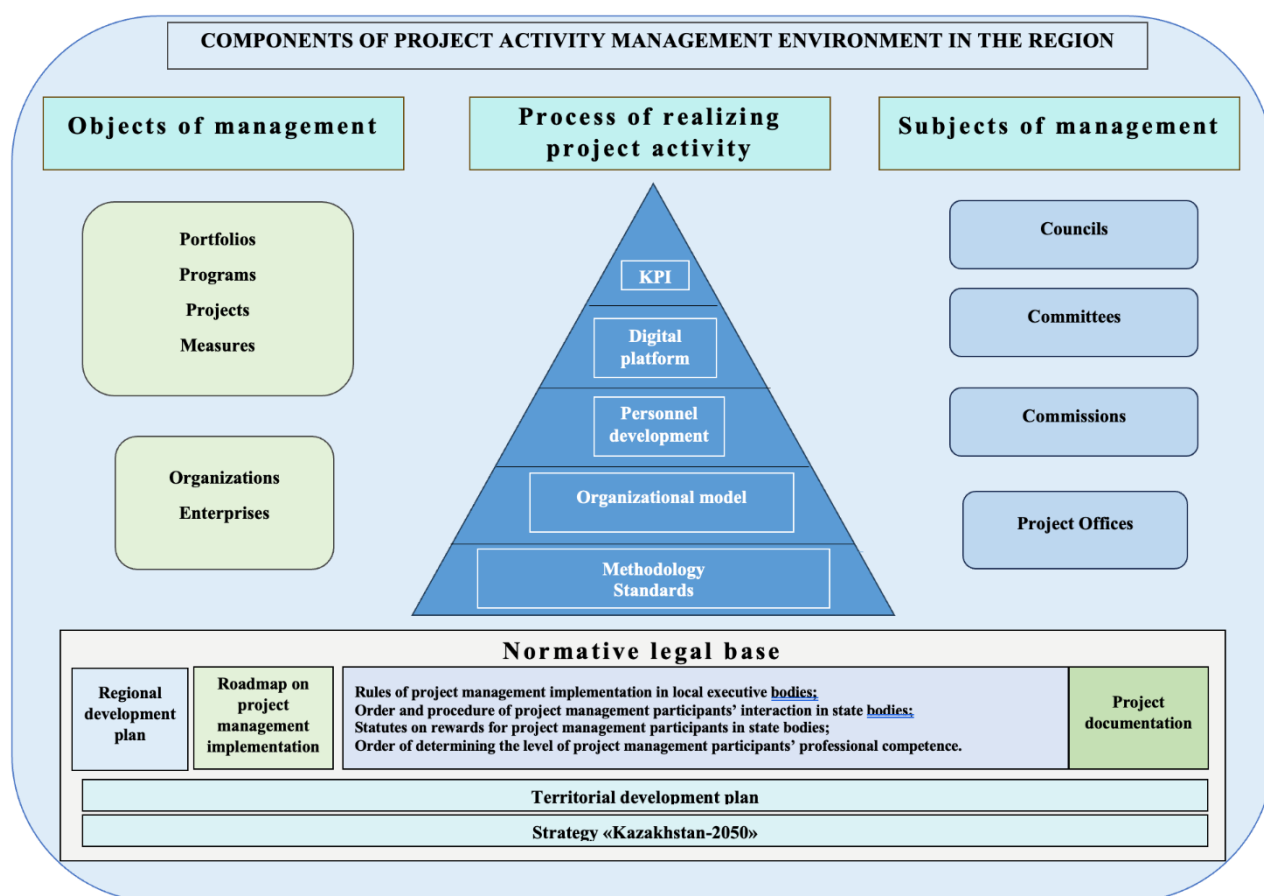 COMPONENTS OF PROJECT ACTIVITY MANAGEMENT ENVIRONMENT IN THE REGION
Objects of management
Process of realizing
project activity
Subjects of management
Portfolios
Programs
Projects
Measures
Organizations
Enterprises
KPI
Digital
platform
Personnel
development
Organizational model
Methodology
Standards
Councils
Committees
Commissions
Project Offices
Normative legal base
Regional
development
plan
Roadmap on
project
management
implementation
Rules of project management implementation in local executive bodies;
Order and procedure of project management participants’ interaction in state bodies;
Statutes on rewards for project management participants in state bodies;
Order of determining the level of project management participants’ professional competence.
Project
documentation
Territorial development plan
Strategy «Kazakhstan-2050»